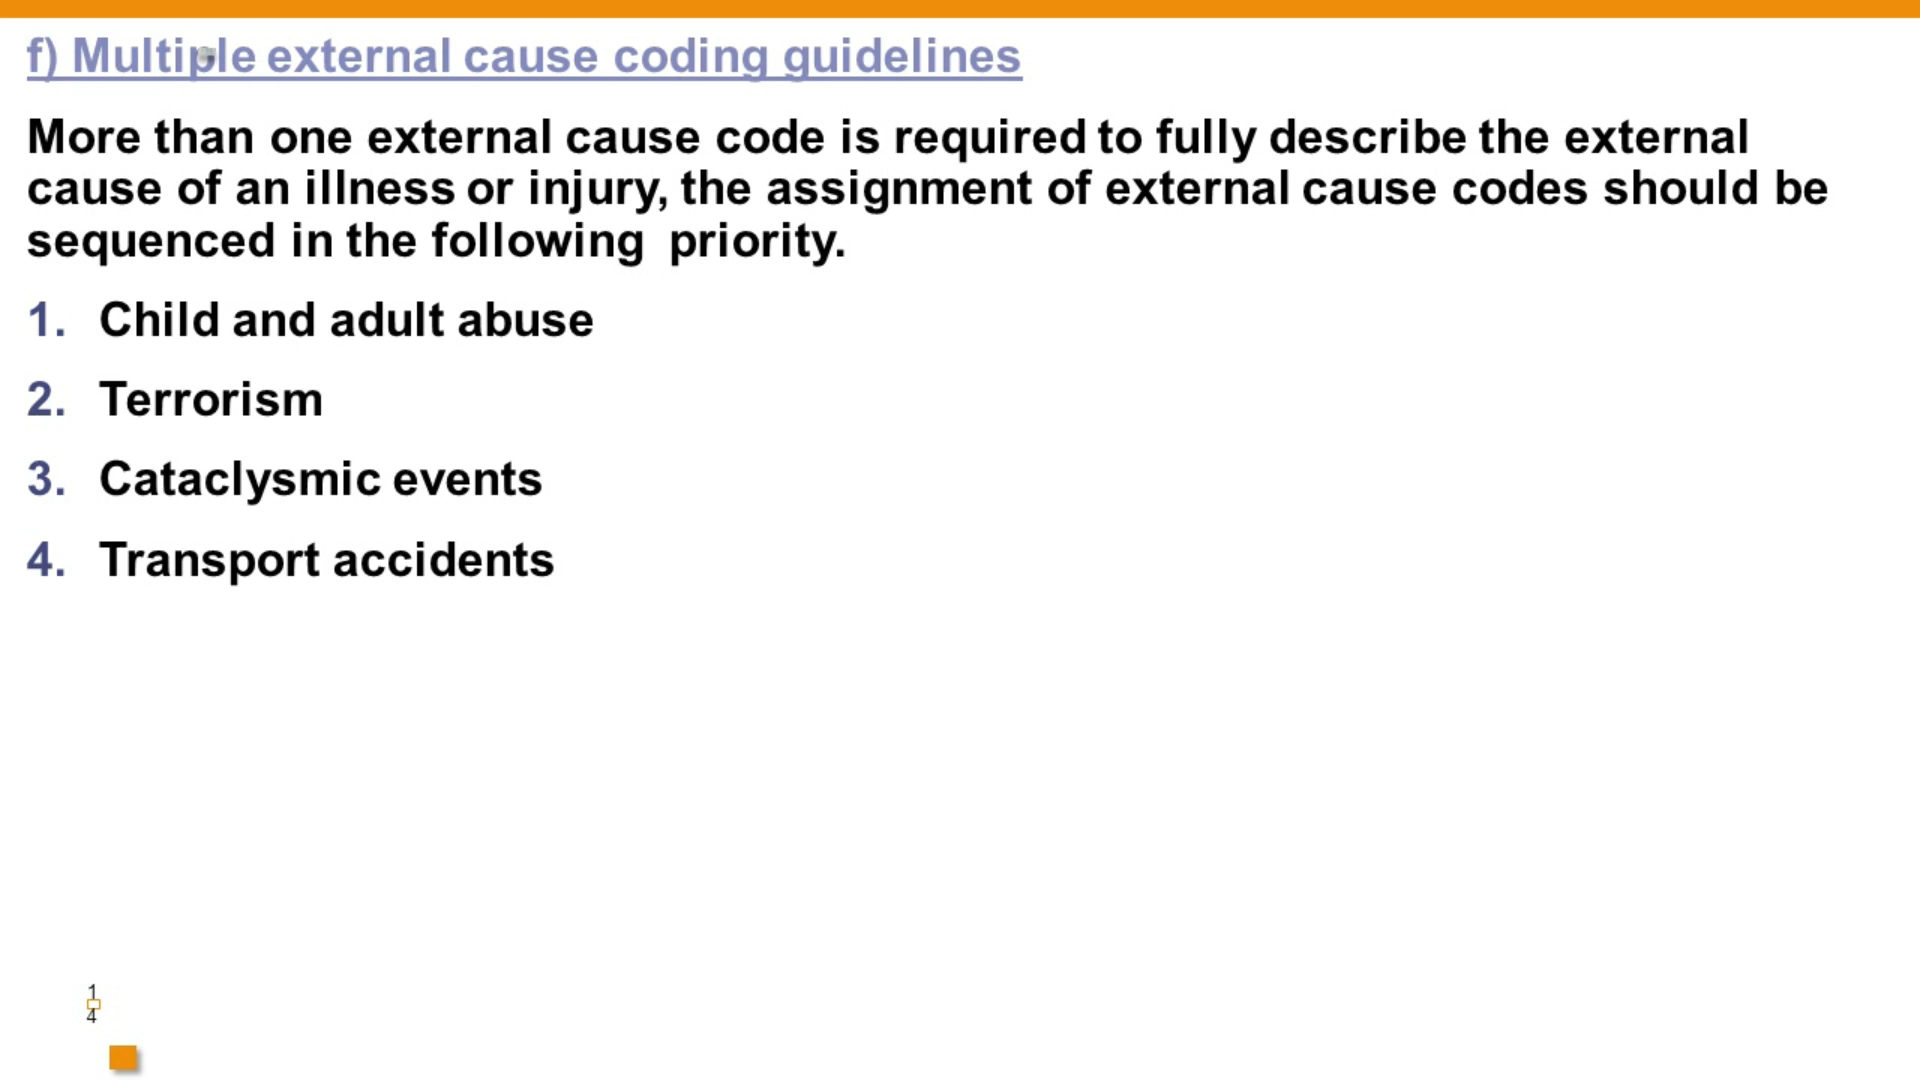 f) Multiple external cause coding guidelines
More than one external cause code is required to fully describe the external
cause of an illness or injury, the assignment of external cause codes should be
sequenced in the following  priority.
1. Child and adult abuse
2. Terrorism
3. Cataclysmic events
4. Transport accidents
1
4